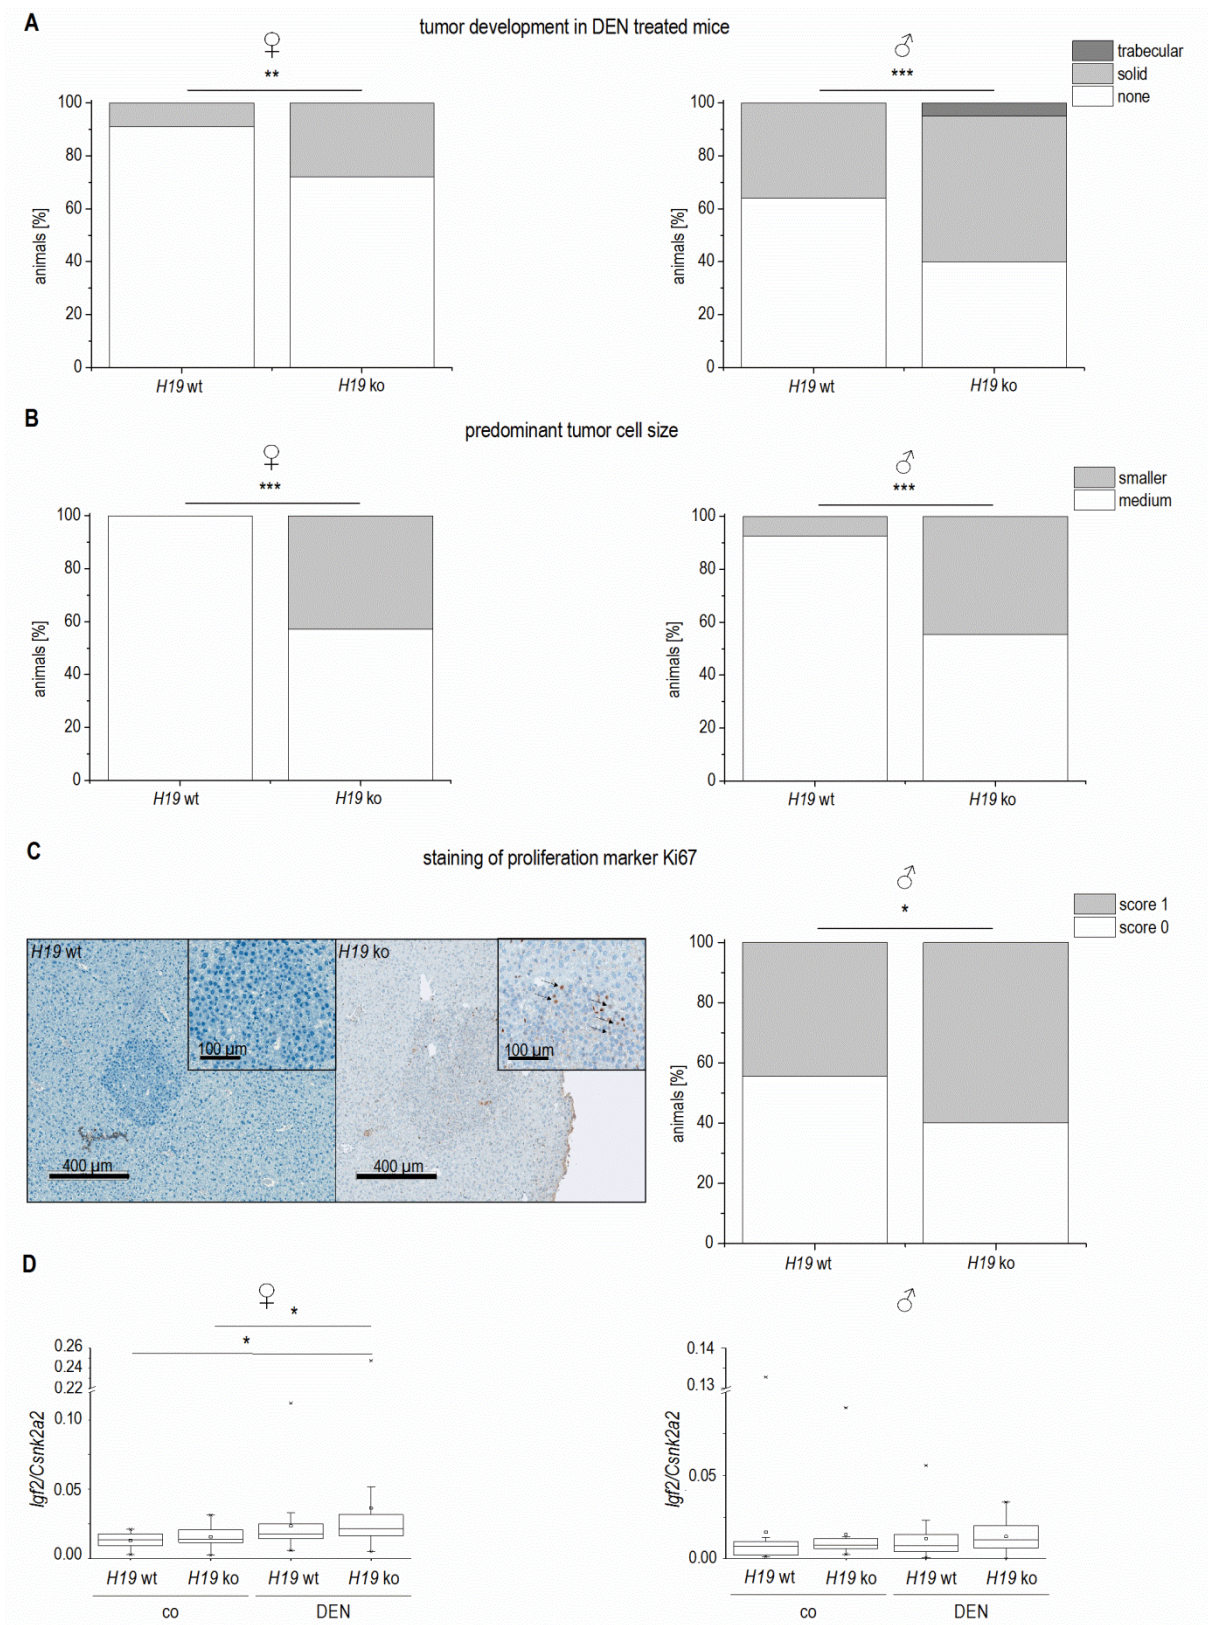 A
tumor development in DEN treated mice
♀
**
♂
***
trabecular
solid
none
100
80
60
40
20
0
animals [%]
H19 wt
H19 ko
100
80
60
40
20
0
animals [%]
H19 wt
H19 ko
B
predominant tumor cell size
♀
***
♂
***
smaller
medium
100
80
60
40
20
0
animals [%]
H19 wt
H19 ko
100
80
60
40
20
0
animals [%]
H19 wt
H19 ko
C
staining of proliferation marker Ki67
♂
*
score 1
score 0
H19 wt
100 µm
400 µm
H19 ko
100 µm
400 µm
100
80
60
40
20
0
animals [%]
H19 wt
H19 ko
D
♀
*
*
0.26
0.24
0.22
0.10
0.05
0.00
Igf2/Csnk2a2
H19 wt
H19 ko
H19 wt
H19 ko
co
DEN
♂
0.14
0.13
0.05
0.00
Igf2/Csnk2a2
H19 wt
H19 ko
H19 wt
H19 ko
co
DEN